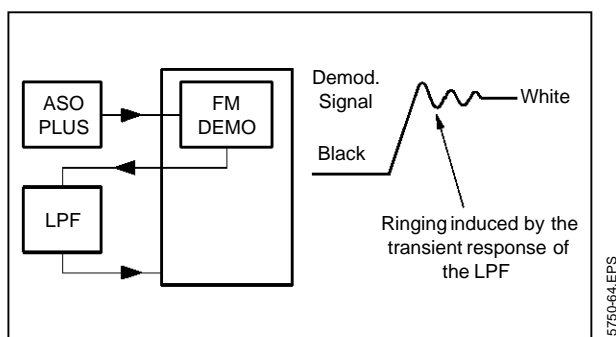 ASO
PLUS
FM
DEMO
LPF
Demod.
Signal
White
Black
Ringing induced by the
transient response of
the LPF
5750-64.EPS